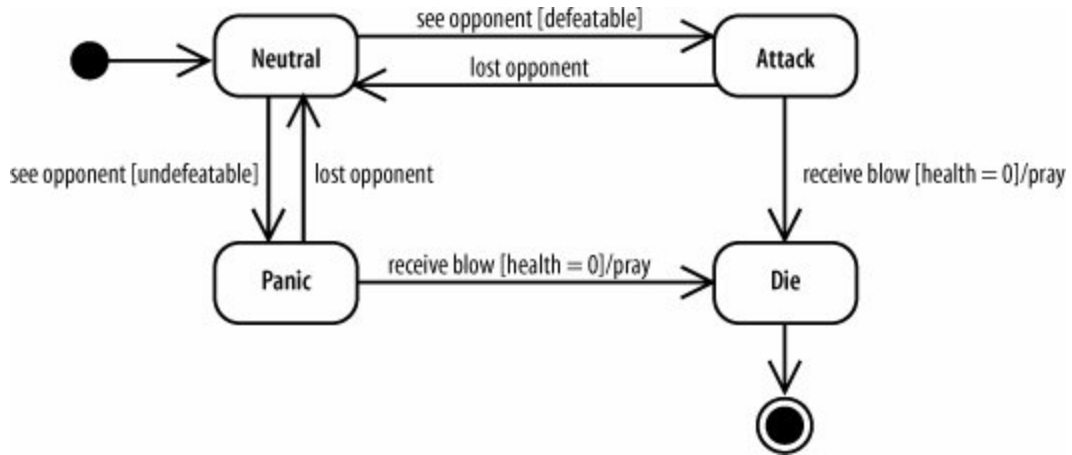 see opponent [defeatable]
Neutral
Attack
lost opponent
see opponent [undefeatable]
lost opponent
receive blow [health = 0]/pray
receive blow [health = 0]/pray
Panic
Die